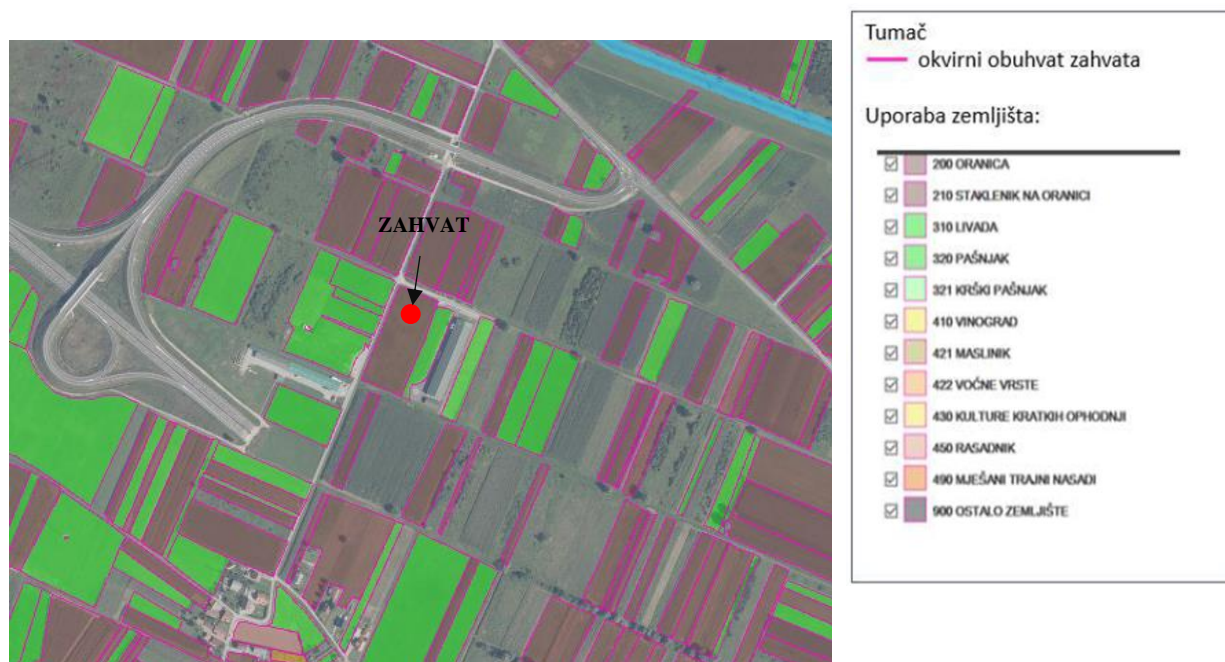 ZAHVAT
Tumač
okvirni obuhvat zahvata
Uporaba zemljišta:
200 ORANICA
210 STAKLENIK NA ORANICI
310 LIVADA
320 PAŠNJAK
321 KRŠKI PAŠNJAK
410 VINOGRAD
421 MASLINIK
422 VOĆNE VRSTE
430 KULTURE KRATKIH OPHODNJI
450 RASADNIK
490 MJEŠANI TRAJNI NASADI
900 OSTALO ZEMLJIŠTE